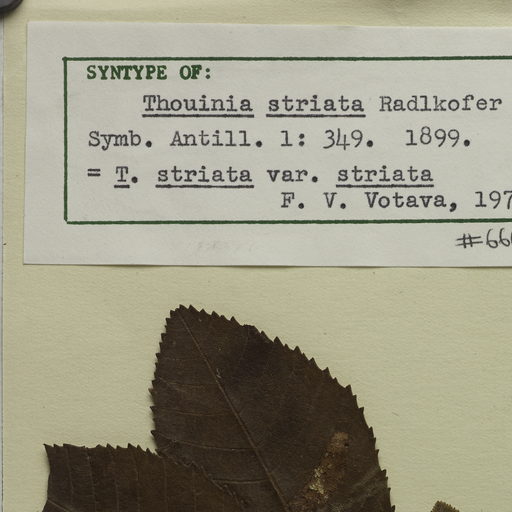 SYNTYPE OF:
Thouinia striata Radlkofer
Symb. Antill. 1: 349. 1899.
= T. striata var. striata
F. V. Votava, 197
#66